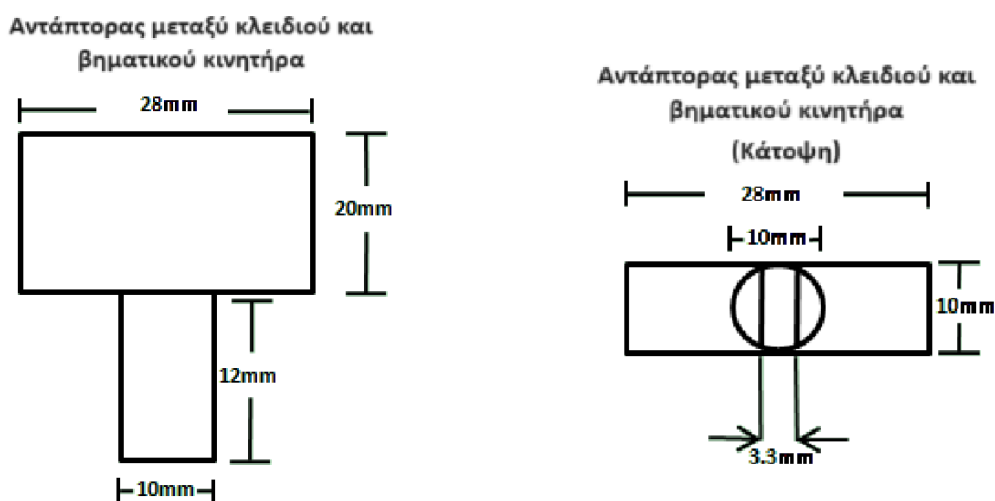 Αντάπτορας μεταξύ κλειδιού και
βηματικού κινητήρα
28mm
20mm
12mm
10mm
Αντάπτορας μεταξύ κλειδιού και
βηματικού κινητήρα
(Κάτοψη)
28mm
10mm
10mm
3.3mm